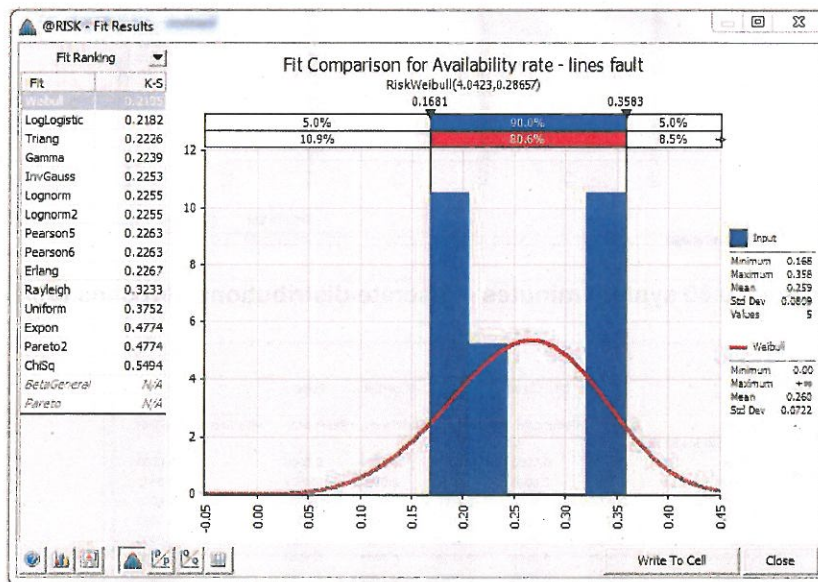 @RISK - Fit Results
Fit Ranking
Fit K-S
Weibull 0.2105
LogLogistic 0.2182
Triang 0.2226
Gamma 0.2239
InvGauss 0.2253
Lognorm 0.2255
Lognorm2 0.2255
Pearson5 0.2263
Pearson6 0.2263
Erlang 0.2267
Rayleigh 0.3233
Uniform 0.3752
Expon 0.4774
Pareto2 0.4774
ChiSq 0.5494
BetaGeneral N/A
Pareto N/A
Fit Comparison for Availability rate - lines fault
RiskWeibull(4.0423,0.28657)
0.1681 0.3583
5.0% 90.0% 5.0%
10.9% 80.6% 8.5%
12
10
8
6
4
2
0
-0.05 0.00 0.05 0.10 0.15 0.20 0.25 0.30 0.35 0.40 0.45
Input
Minimum 0.168
Maximum 0.358
Mean 0.259
Std Dev 0.0809
Values 5
Weibull
Minimum 0.00
Maximum +∞
Mean 0.260
Std Dev 0.0722
Write To Cell
Close